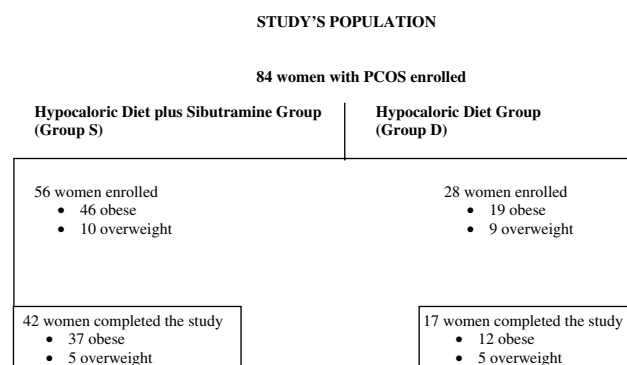 STUDY'S POPULATION
84 women with PCOS enrolled
Hypocaloric Diet plus Sibutramine Group
(Group S)
Hypocaloric Diet Group
(Group D)
56 women enrolled
• 46 obese
• 10 overweight
28 women enrolled
• 19 obese
• 9 overweight
42 women completed the study
• 37 obese
• 5 overweight
17 women completed the study
• 12 obese
• 5 overweight